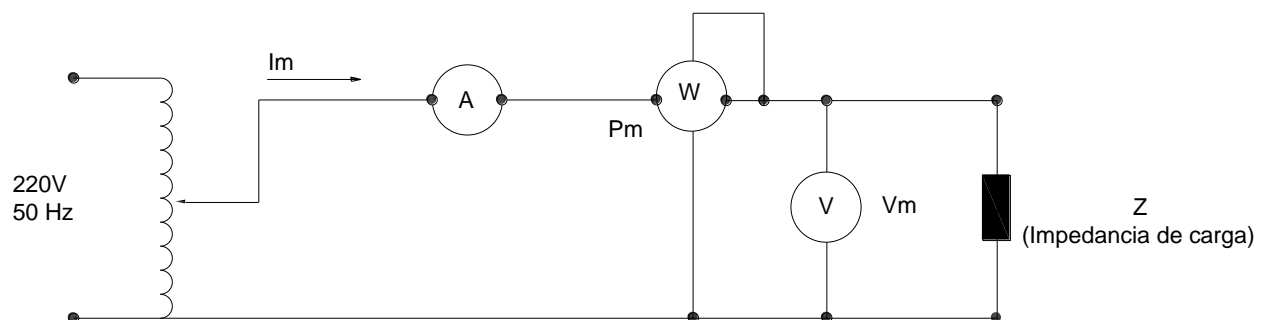 Im
A
W
Pm
220V
50 Hz
V
Vm
Z
(Impedancia de carga)